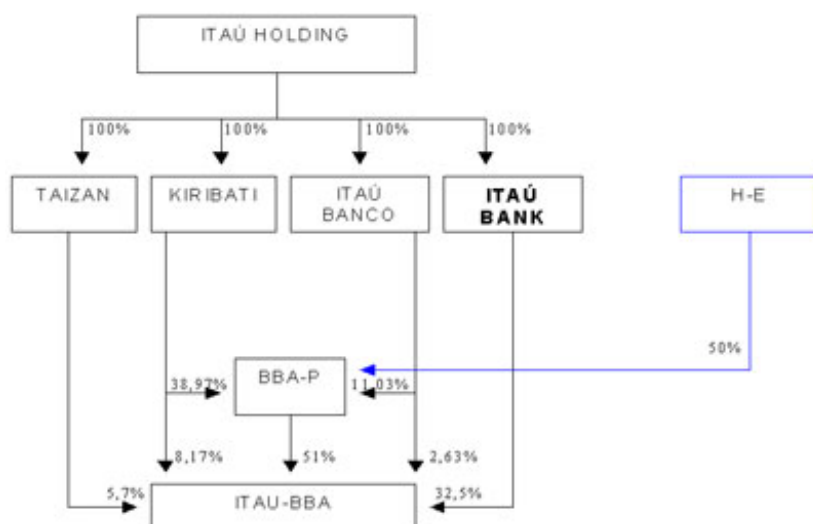 ITAÚ HOLDING
100%
100%
100%
100%
TAIZAN
KIRIBATI
ITAÚ
BANCO
ITAÚ
BANK
H-E
50%
BBA-P
38,97%
11,03%
8,17%
51%
2,63%
5,7%
ITAU-BBA
32,5%